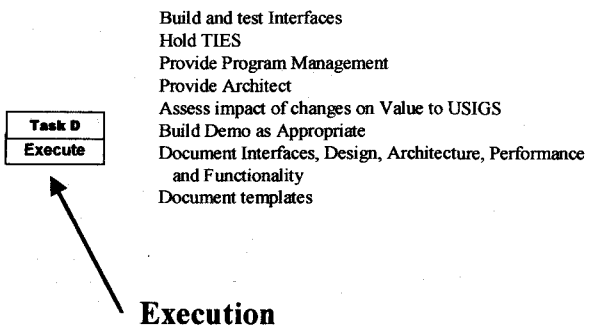 Build and test Interfaces
Hold TIES
Provide Program Management
Provide Architect
Assess impact of changes on Value to USIGS
Build Demo as Appropriate
Document Interfaces, Design, Architecture, Performance
and Functionality
Document templates
Task D
Execute
Execution